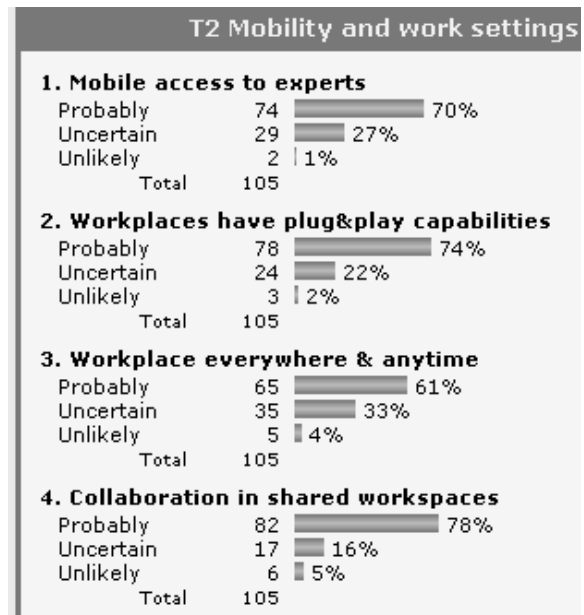 T2 Mobility and work settings
1. Mobile access to experts
Probably 74 70%
Uncertain 29 27%
Unlikely 2 1%
Total 105
2. Workplaces have plug&play capabilities
Probably 78 74%
Uncertain 24 22%
Unlikely 3 2%
Total 105
3. Workplace everywhere & anytime
Probably 65 61%
Uncertain 35 33%
Unlikely 5 4%
Total 105
4. Collaboration in shared workspaces
Probably 82 78%
Uncertain 17 16%
Unlikely 6 5%
Total 105